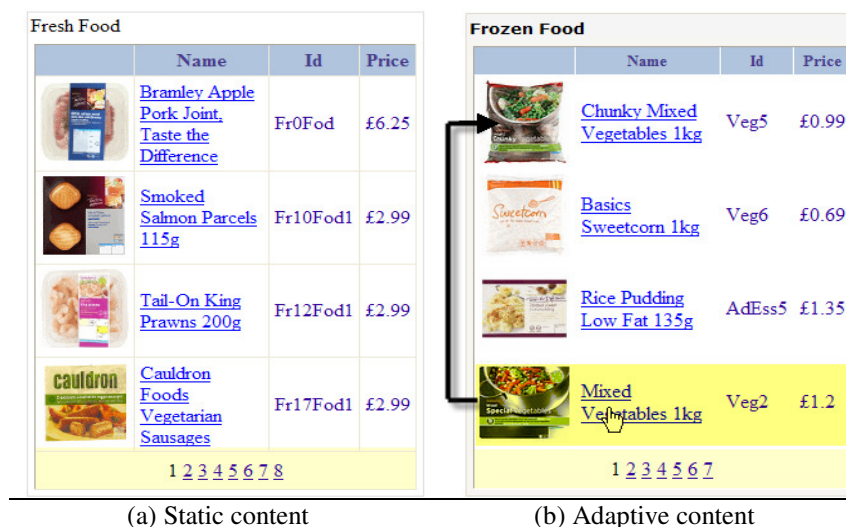 Fresh Food
Name Id Price
Bramley Apple
Pork Joint,
Taste the
Difference
Fr0Fod £6.25
Smoked
Salmon Parcels
115g
Fr10Fod1 £2.99
Tail-On King
Prawns 200g
Fr12Fod1 £2.99
cauldron
Cauldron
Foods
Vegetarian
Sausages
Fr17Fod1 £2.99
1 2 3 4 5 6 7 8
(a) Static content
Frozen Food
Name Id Price
Chunky Vegetables
Chunky Mixed
Vegetables 1kg
Veg5 £0.99
Sweetcorn
Basics
Sweetcorn 1kg
Veg6 £0.69
Rice Pudding
Low Fat 135g
AdEss5 £1.35
Special Vegetables
Mixed
Vegetables 1kg
Veg2 £1.2
1 2 3 4 5 6 7
(b) Adaptive content